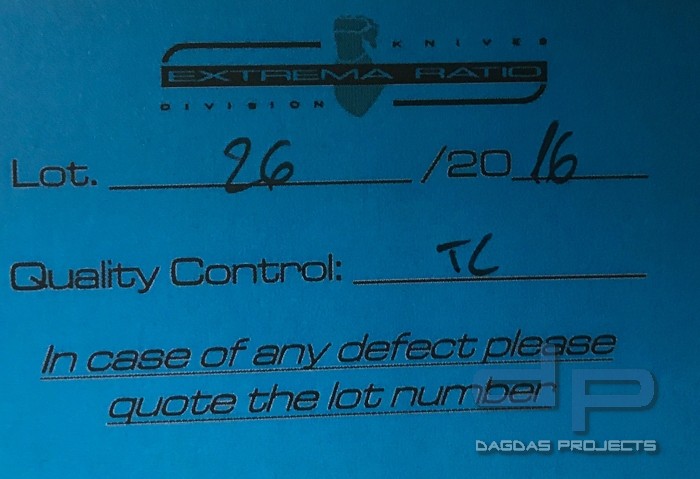 KNIVES
EXTREMA RATIO
DIVISION
Lot. 26 /2016
Quality Control: TC
In case of any defect please
quote the lot number
dp
DAGDAS PROJECTS